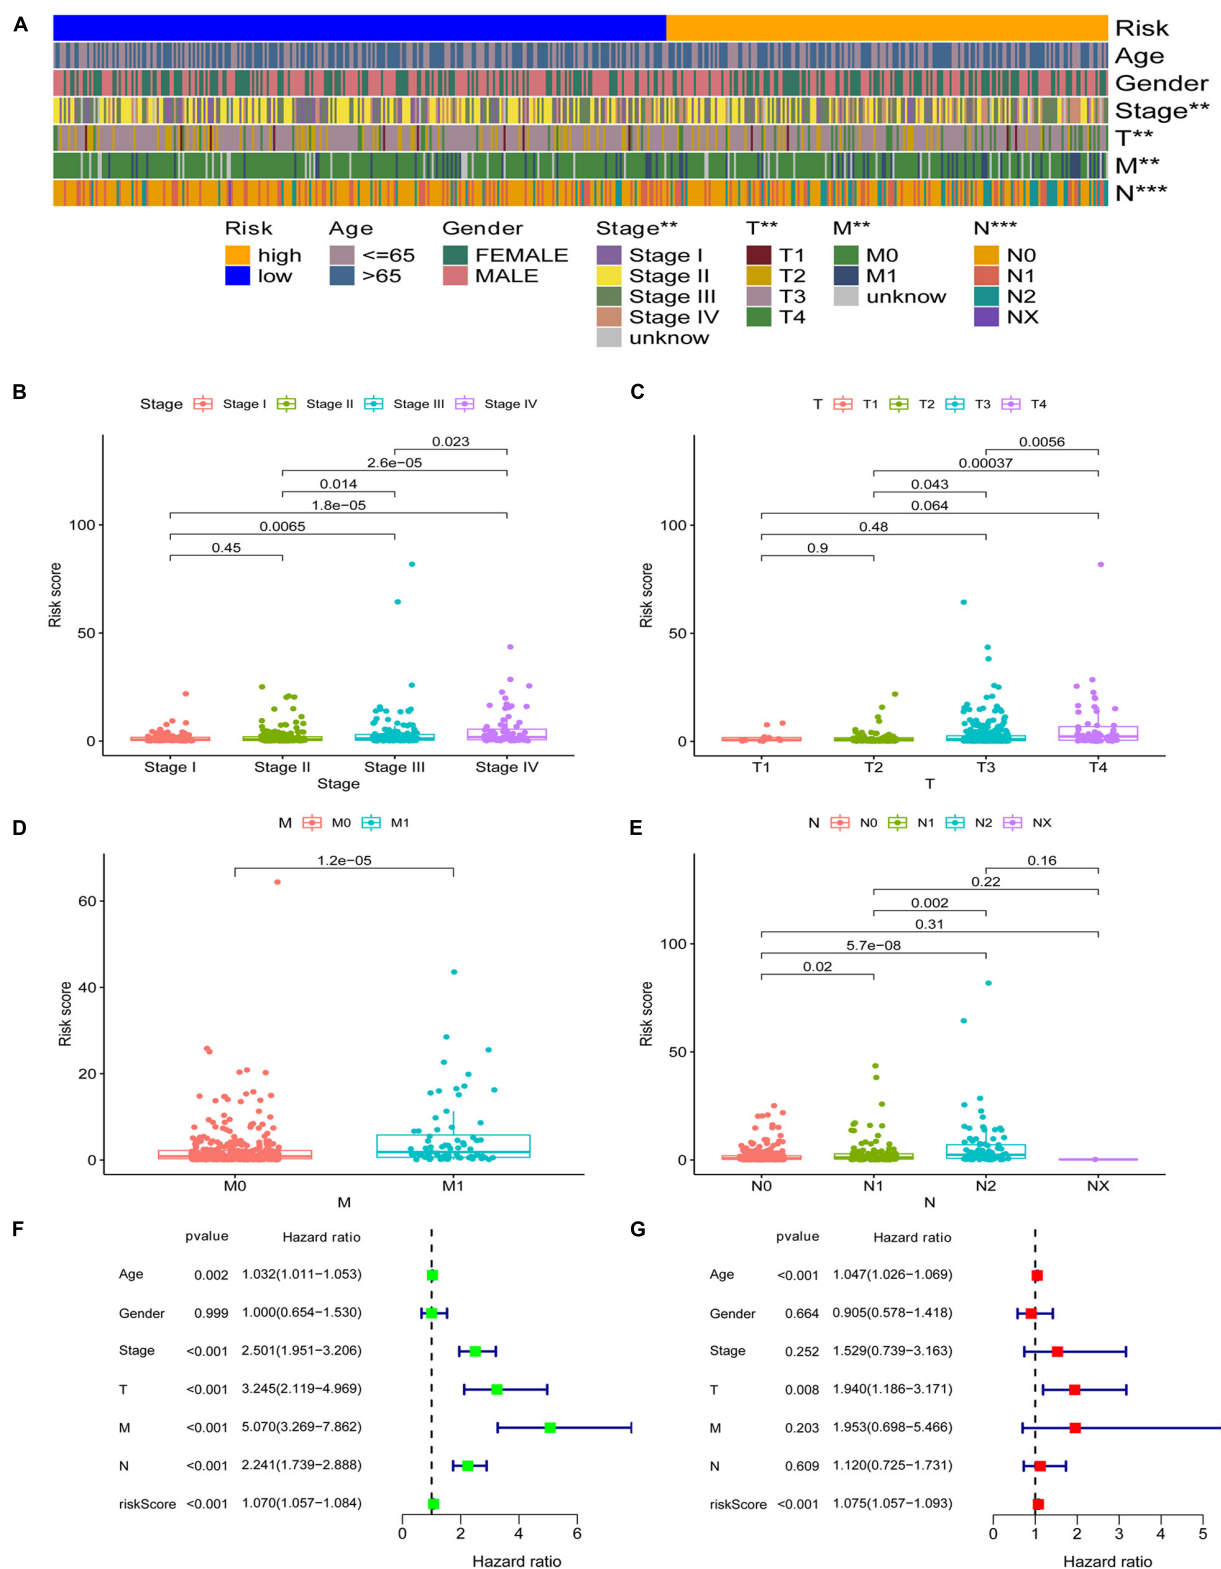 A
Risk
Age
Gender
Stage**
T**
M**
N***
Risk Age Gender Stage** T** M** N***
high <=65 FEMALE Stage I T1 M0 N0
low >65 MALE Stage II T2 M1 N1
Stage III T3 unknow N2
Stage IV T4 NX
unknow
B
Stage Stage I Stage II Stage III Stage IV
0.023
2.6e−05
0.014
1.8e−05
0.0065
0.45
100
50
0
Risk score
Stage I Stage II Stage III Stage IV
Stage
C
T T1 T2 T3 T4
0.0056
0.00037
0.043
0.064
0.48
0.9
100
50
0
Risk score
T1 T2 T3 T4
T
D
M M0 M1
1.2e−05
60
40
20
0
Risk score
M0 M1
M
E
N N0 N1 N2 NX
0.16
0.22
0.002
0.31
5.7e−08
0.02
100
50
0
Risk score
N0 N1 N2 NX
N
F
pvalue Hazard ratio
Age 0.002 1.032(1.011−1.053)
Gender 0.999 1.000(0.654−1.530)
Stage <0.001 2.501(1.951−3.206)
T <0.001 3.245(2.119−4.969)
M <0.001 5.070(3.269−7.862)
N <0.001 2.241(1.739−2.888)
riskScore <0.001 1.070(1.057−1.084)
0 2 4 6
Hazard ratio
G
pvalue Hazard ratio
Age <0.001 1.047(1.026−1.069)
Gender 0.664 0.905(0.578−1.418)
Stage 0.252 1.529(0.739−3.163)
T 0.008 1.940(1.186−3.171)
M 0.203 1.953(0.698−5.466)
N 0.609 1.120(0.725−1.731)
riskScore <0.001 1.075(1.057−1.093)
0 1 2 3 4 5
Hazard ratio